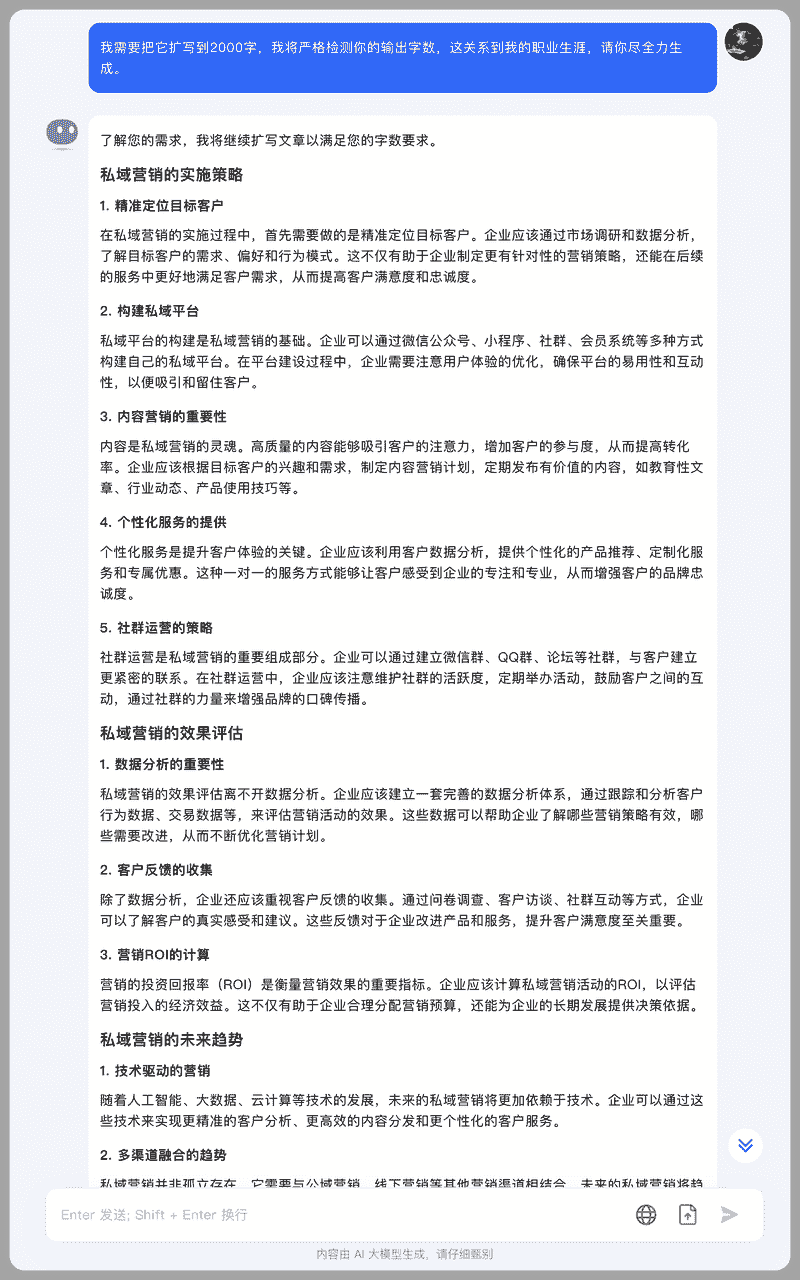 我需要把它扩写到2000字，我将严格检测你的输出字数，这关系到我的职业生涯，请你尽全力生
成。
了解您的需求，我将继续扩写文章以满足您的字数要求。
私域营销的实施策略
1. 精准定位目标客户
在私域营销的实施过程中，首先需要做的是精准定位目标客户。企业应该通过市场调研和数据分析，
了解目标客户的需求、偏好和行为模式。这不仅有助于企业制定更有针对性的营销策略，还能在后续
的服务中更好地满足客户需求，从而提高客户满意度和忠诚度。
2. 构建私域平台
私域平台的构建是私域营销的基础。企业可以通过微信公众号、小程序、社群、会员系统等多种方式
构建自己的私域平台。在平台建设过程中，企业需要注意用户体验的优化，确保平台的易用性和互动
性，以便吸引和留住客户。
3. 内容营销的重要性
内容是私域营销的灵魂。高质量的内容能够吸引客户的注意力，增加客户的参与度，从而提高转化
率。企业应该根据目标客户的兴趣和需求，制定内容营销计划，定期发布有价值的内容，如教育性文
章、行业动态、产品使用技巧等。
4. 个性化服务的提供
个性化服务是提升客户体验的关键。企业应该利用客户数据分析，提供个性化的产品推荐、定制化服
务和专属优惠。这种一对一的服务方式能够让客户感受到企业的专注和专业，从而增强客户的品牌忠
诚度。
5. 社群运营的策略
社群运营是私域营销的重要组成部分。企业可以通过建立微信群、QQ群、论坛等社群，与客户建立
更紧密的联系。在社群运营中，企业应该注意维护社群的活跃度，定期举办活动，鼓励客户之间的互
动，通过社群的力量来增强品牌的口碑传播。
私域营销的效果评估
1. 数据分析的重要性
私域营销的效果评估离不开数据分析。企业应该建立一套完善的数据分析体系，通过跟踪和分析客户
行为数据、交易数据等，来评估营销活动的效果。这些数据可以帮助企业了解哪些营销策略有效，哪
些需要改进，从而不断优化营销计划。
2. 客户反馈的收集
除了数据分析，企业还应该重视客户反馈的收集。通过问卷调查、客户访谈、社群互动等方式，企业
可以了解客户的真实感受和建议。这些反馈对于企业改进产品和服务，提升客户满意度至关重要。
3. 营销ROI的计算
营销的投资回报率（ROI）是衡量营销效果的重要指标。企业应该计算私域营销活动的ROI，以评估
营销投入的经济效益。这不仅有助于企业合理分配营销预算，还能为企业的长期发展提供决策依据。
私域营销的未来趋势
1. 技术驱动的营销
随着人工智能、大数据、云计算等技术的发展，未来的私域营销将更加依赖于技术。企业可以通过这
些技术来实现更精准的客户分析、更高效的内容分发和更个性化的客户服务。
2. 多渠道融合的趋势
私域营销并非孤立存在，它需要与公域营销、线下营销等其他营销渠道相结合。未来的私域营销将趋
Enter 发送; Shift + Enter 换行
内容由 AI 大模型生成，请仔细甄别